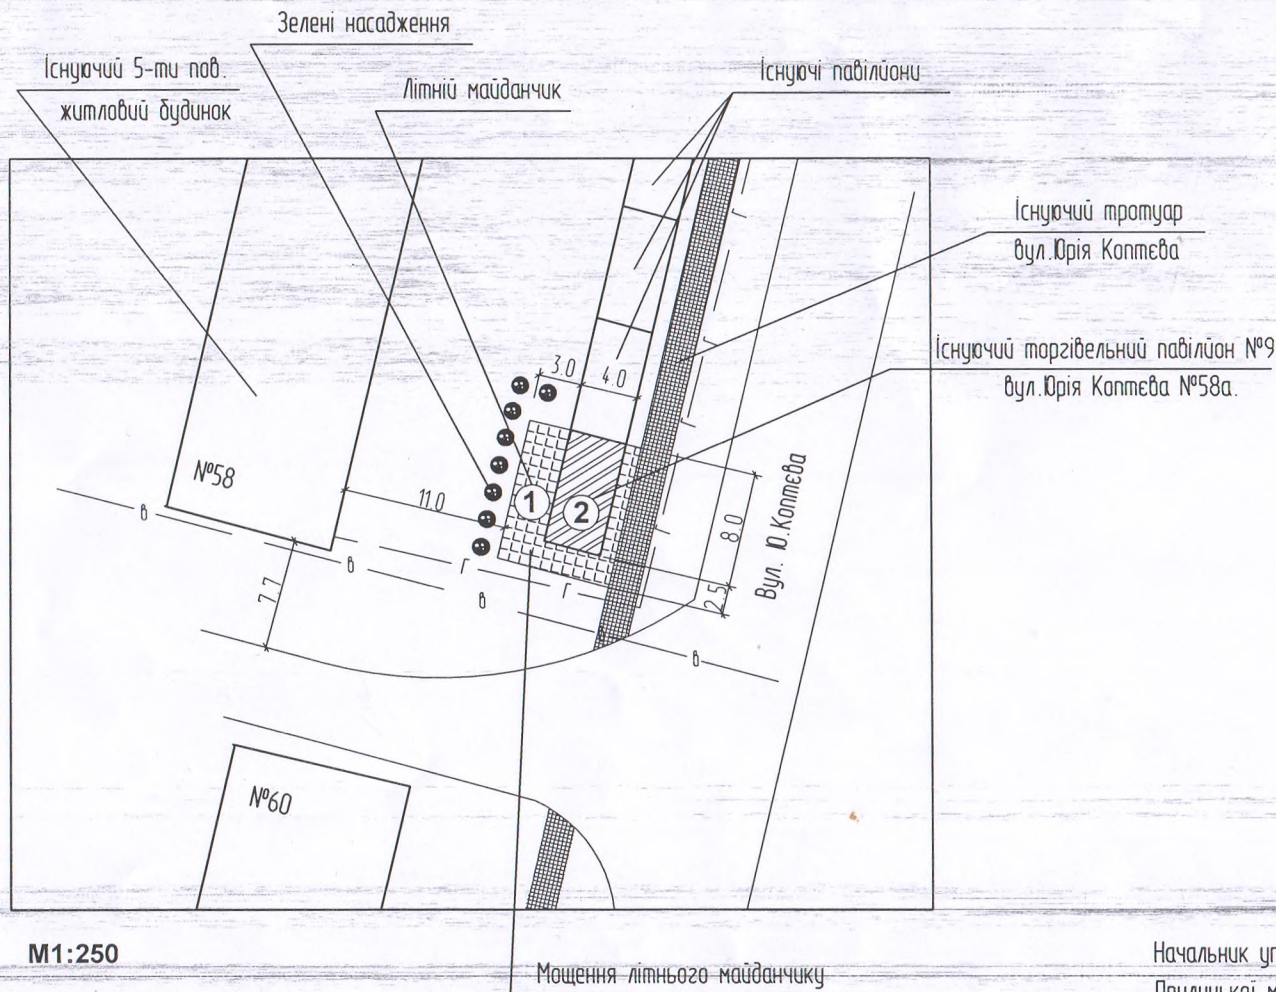 Зелені насадження
Існуючий 5-ти пов.
житловий будинок
Літній майданчик
Існуючі павілйони
Існуючий тротуар
вул.Юрія Коптєва
Існуючий торгівельний павілйон №9
вул.Юрія Коптєва №58а.
Г
Г
Г
3.0
4.0
№58
11.0
1
2
8.0
Вул. Ю.Коптєва
в
в
Г
Г
в
2.5
7.7
в
№60
М1:250
Мощення літнього майданчику
Начальник